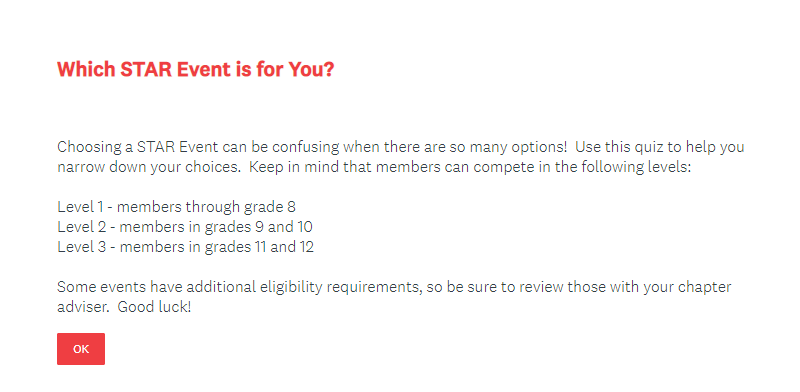 Which STAR Event is for You?
Choosing a STAR Event can be confusing when there are so many options!  Use this quiz to help you
narrow down your choices.  Keep in mind that members can compete in the following levels:
Level 1 - members through grade 8
Level 2 - members in grades 9 and 10
Level 3 - members in grades 11 and 12
Some events have additional eligibility requirements, so be sure to review those with your chapter
adviser.  Good luck!
OK